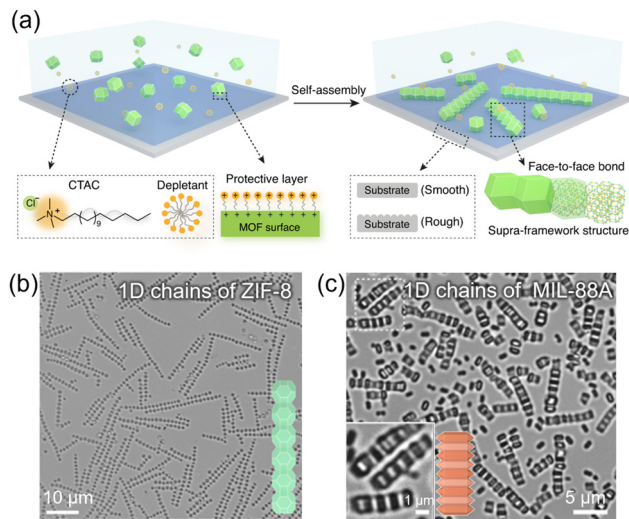 (a)
Self-assembly
CTAC
Cl⁻
N⁺
9
Depletant
Protective layer
MOF surface
Substrate (Smooth)
Substrate (Rough)
Face-to-face bond
Supra-framework structure
(b)
1D chains of ZIF-8
10 μm
(c)
1D chains of MIL-88A
1 μm
5 μm